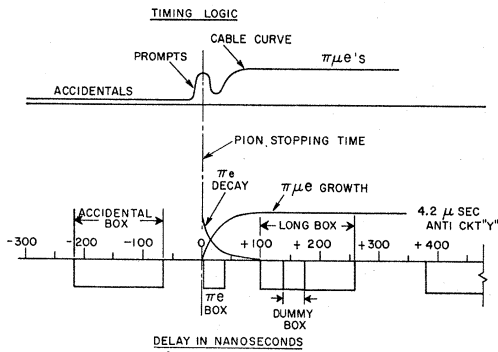 TIMING LOGIC
CABLE CURVE
PROMPTS
πμe's
ACCIDENTALS
PION STOPPING TIME
πe
DECAY
πμe GROWTH
ACCIDENTAL
BOX
LONG BOX
4.2 μ SEC
ANTI CKT "Y"
-300
-200
-100
0
+100
+200
+300
+400
πe
BOX
DUMMY
BOX
DELAY IN NANOSECONDS